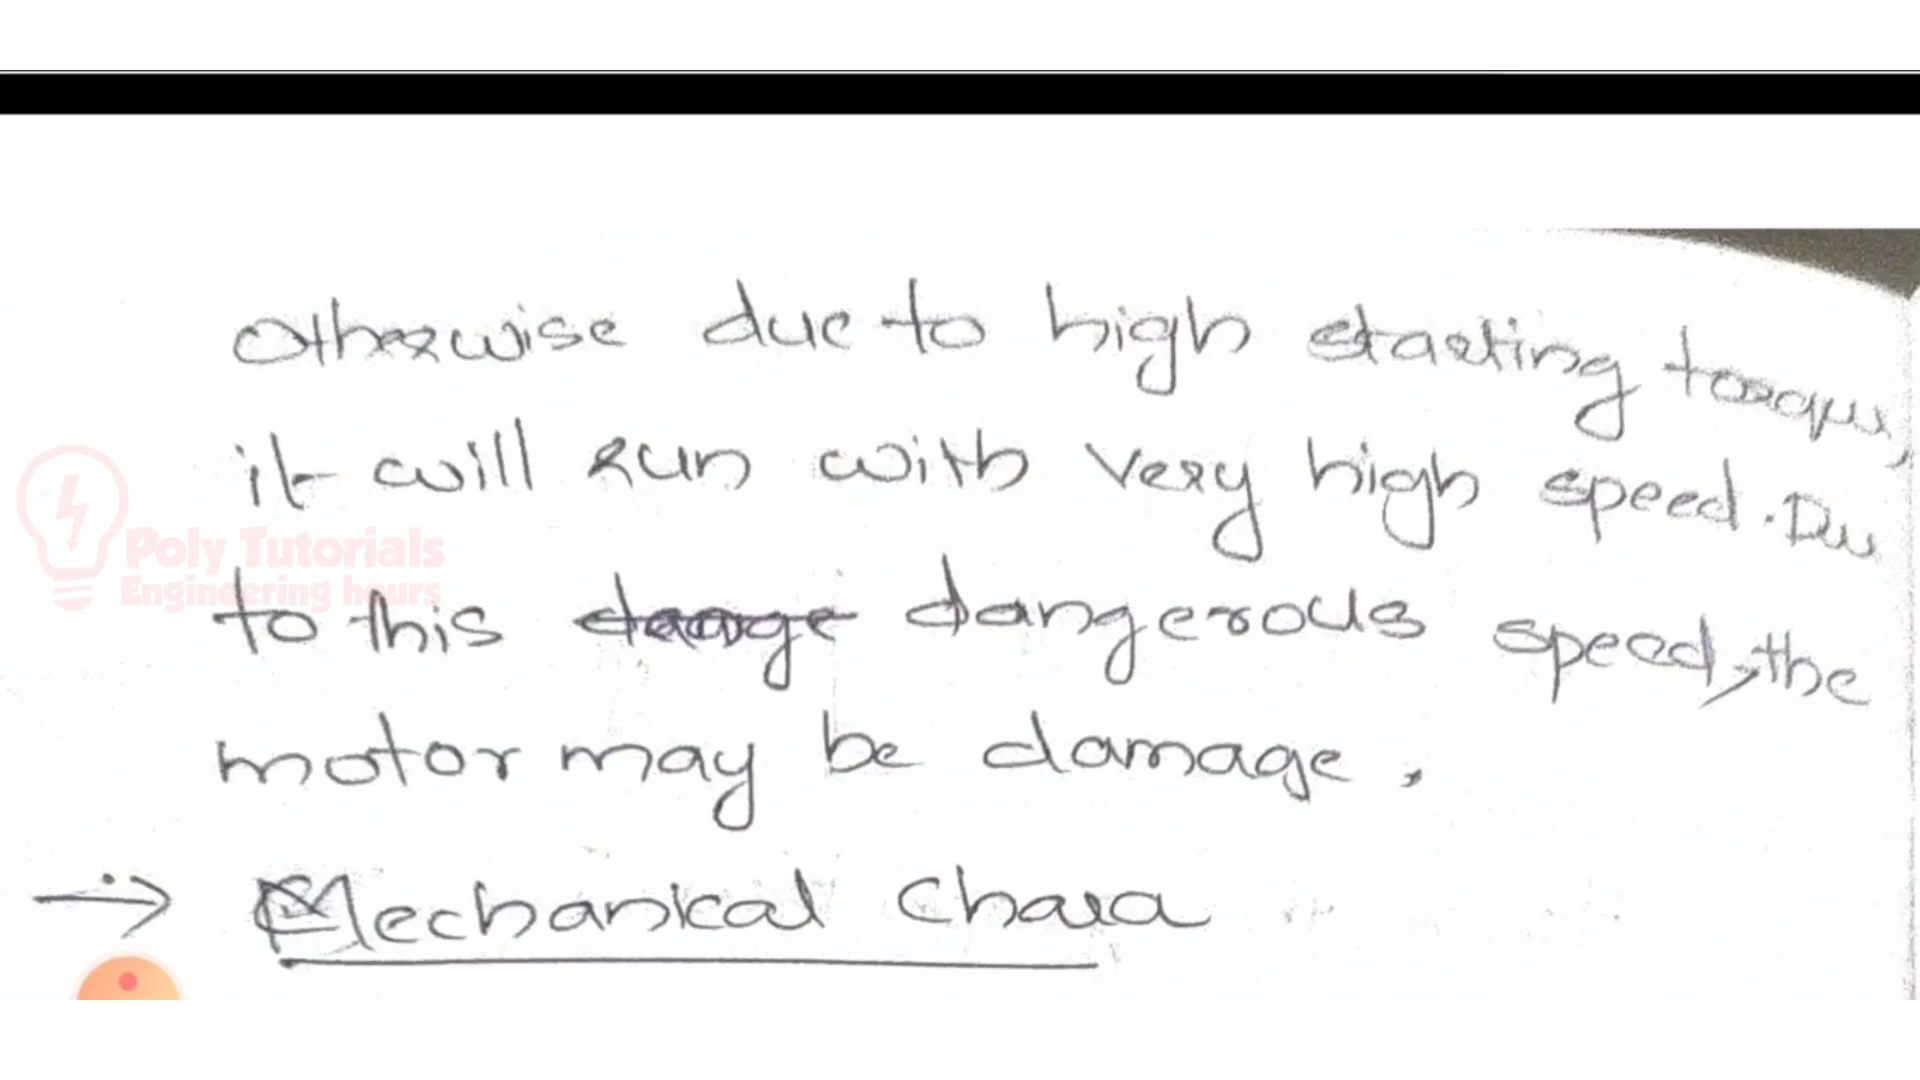 otherwise due to high starting torque,
it will run with very high speed. Due
to this dange dangerous speed, the
motor may be damage.
→ Mechanical Chara
Poly Tutorials
Engineering hours